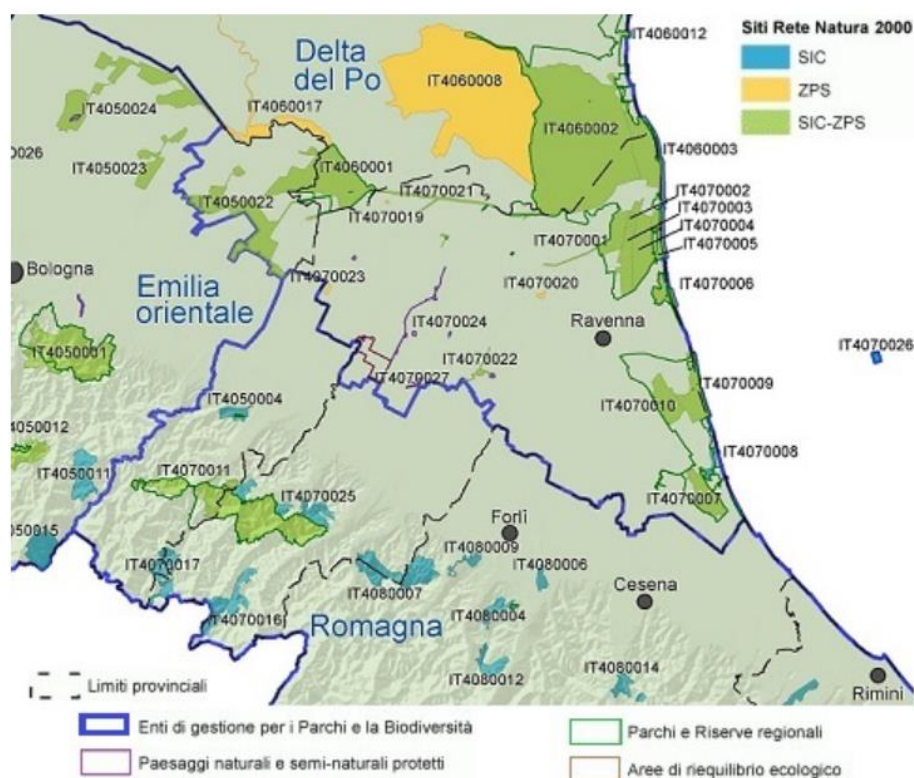 Siti Rete Natura 2000
SIC
ZPS
SIC-ZPS
IT4060012
Delta
del Po
IT4060008
IT4050024
IT4060017
IT4060002
IT4060003
IT4050023
IT4060001
IT4070021
IT4070002
IT4070003
IT4070004
IT4070005
IT4050022
IT4070019
IT4070001
IT4070006
Bologna
IT4070023
IT4070020
Emilia
orientale
IT4070024
Ravenna
IT4070026
IT4050001
IT4070022
IT4070027
IT4070009
IT4050004
IT4070010
IT4070008
IT4050011
IT4070011
IT4070025
IT4070007
Forlì
IT4080009
IT4070017
IT4080007
IT4080006
Cesena
IT4070016
IT4080004
Romagna
IT4080012
IT4080014
Rimini
Limiti provinciali
Enti di gestione per i Parchi e la Biodiversità
Parchi e Riserve regionali
Paesaggi naturali e semi-naturali protetti
Aree di riequilibrio ecologico